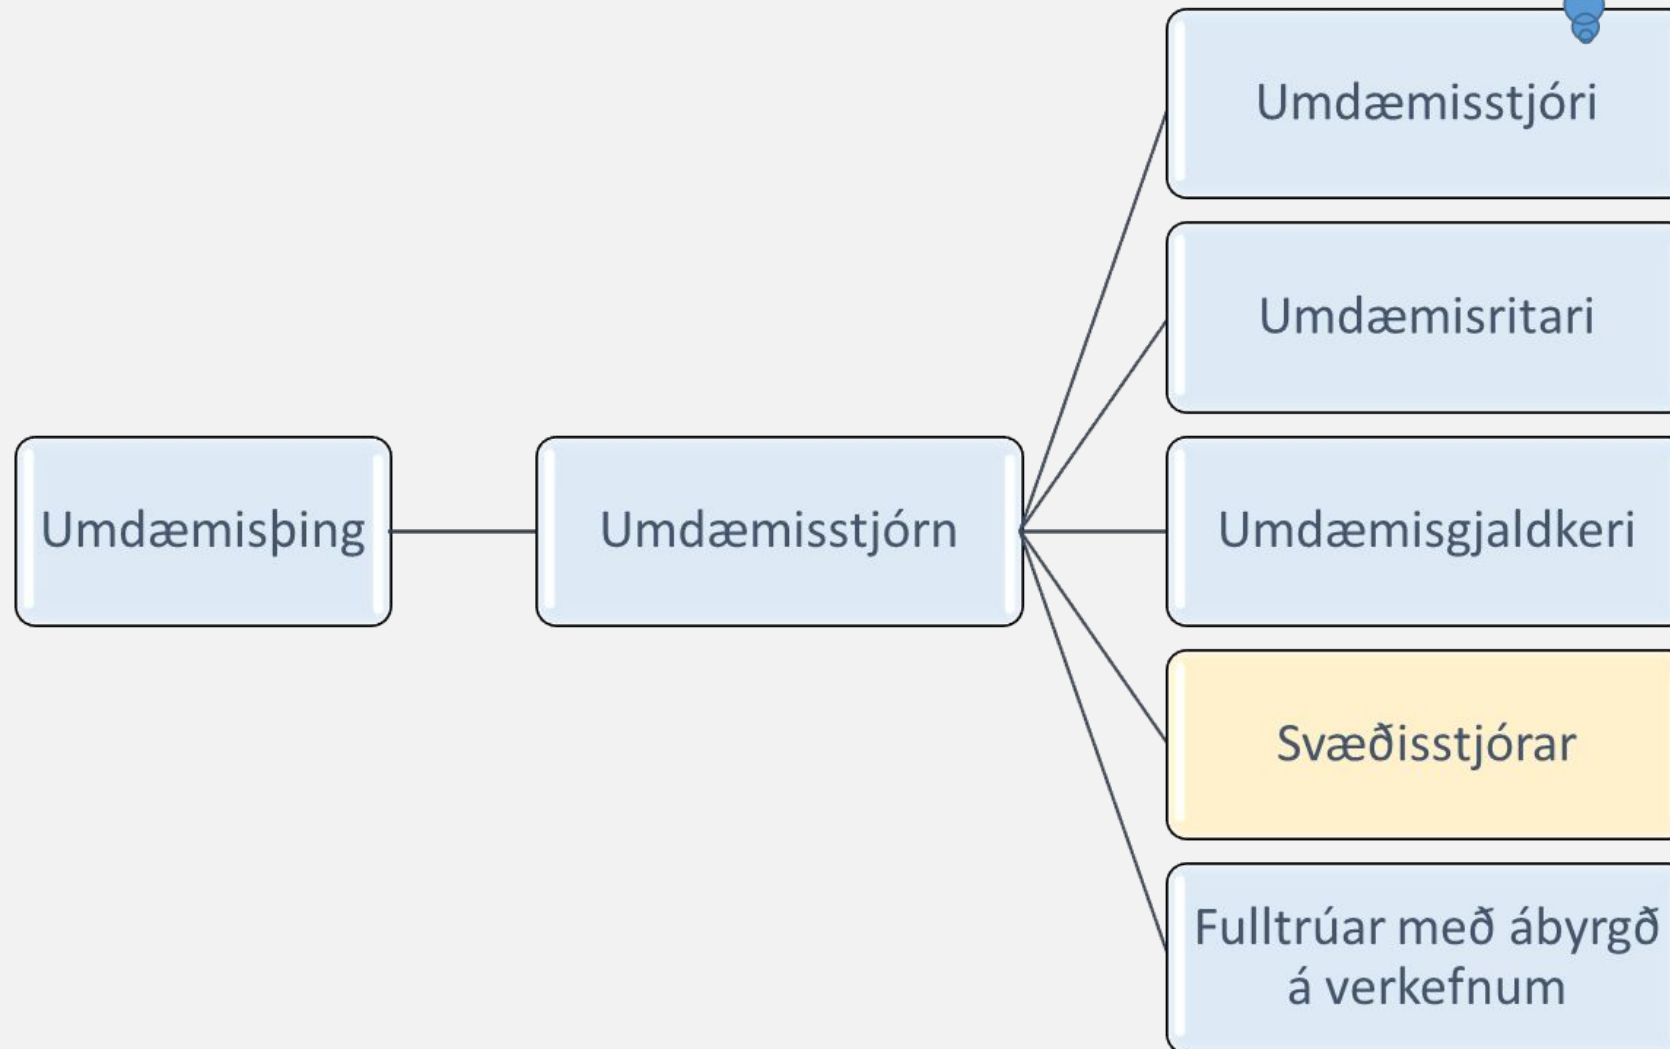 Umdæmisþing
Umdæmisstjórn
Umdæmisstjóri
Umdæmisritari
Umdæmisgjaldkeri
Svæðisstjórar
Fulltrúar með ábyrgð
á verkefnum